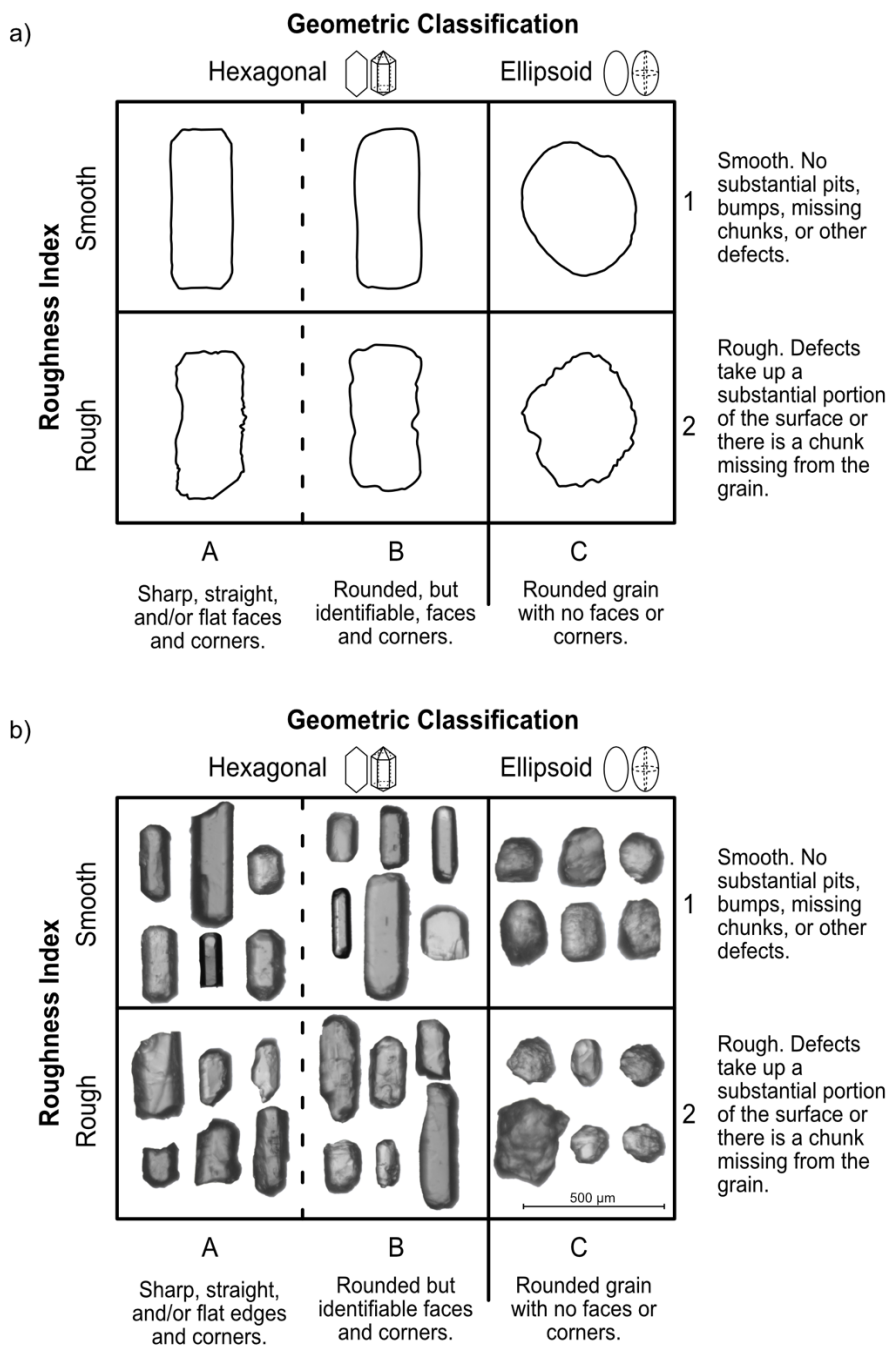 a)
Geometric Classification
Hexagonal
Ellipsoid
Roughness Index
Smooth
Rough
1
Smooth. No
substantial pits,
bumps, missing
chunks, or other
defects.
2
Rough. Defects
take up a
substantial portion
of the surface or
there is a chunk
missing from the
grain.
A
Sharp, straight,
and/or flat faces
and corners.
B
Rounded, but
identifiable, faces
and corners.
C
Rounded grain
with no faces or
corners.
b)
Geometric Classification
Hexagonal
Ellipsoid
Roughness Index
Smooth
Rough
1
Smooth. No
substantial pits,
bumps, missing
chunks, or other
defects.
2
Rough. Defects
take up a
substantial portion
of the surface or
there is a chunk
missing from the
grain.
500 µm
A
Sharp, straight,
and/or flat edges
and corners.
B
Rounded but
identifiable faces
and corners.
C
Rounded grain
with no faces or
corners.